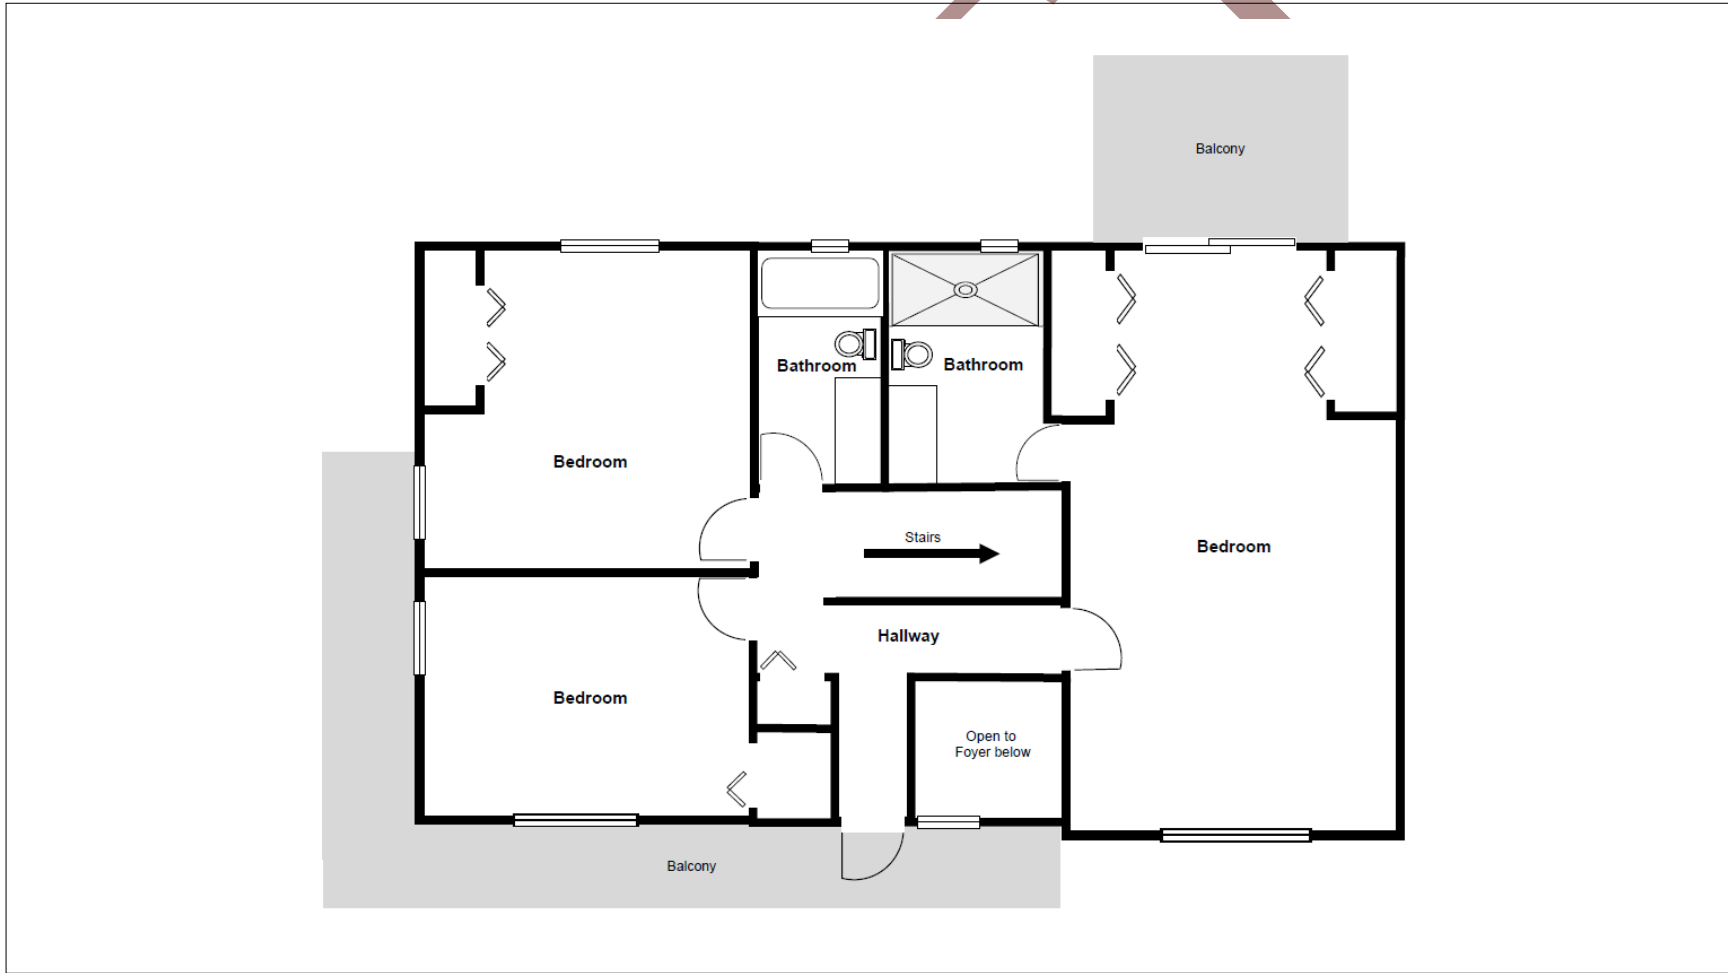 Balcony
Bathroom
Bathroom
Bedroom
Stairs
Bedroom
Hallway
Bedroom
Open to
Foyer below
Balcony